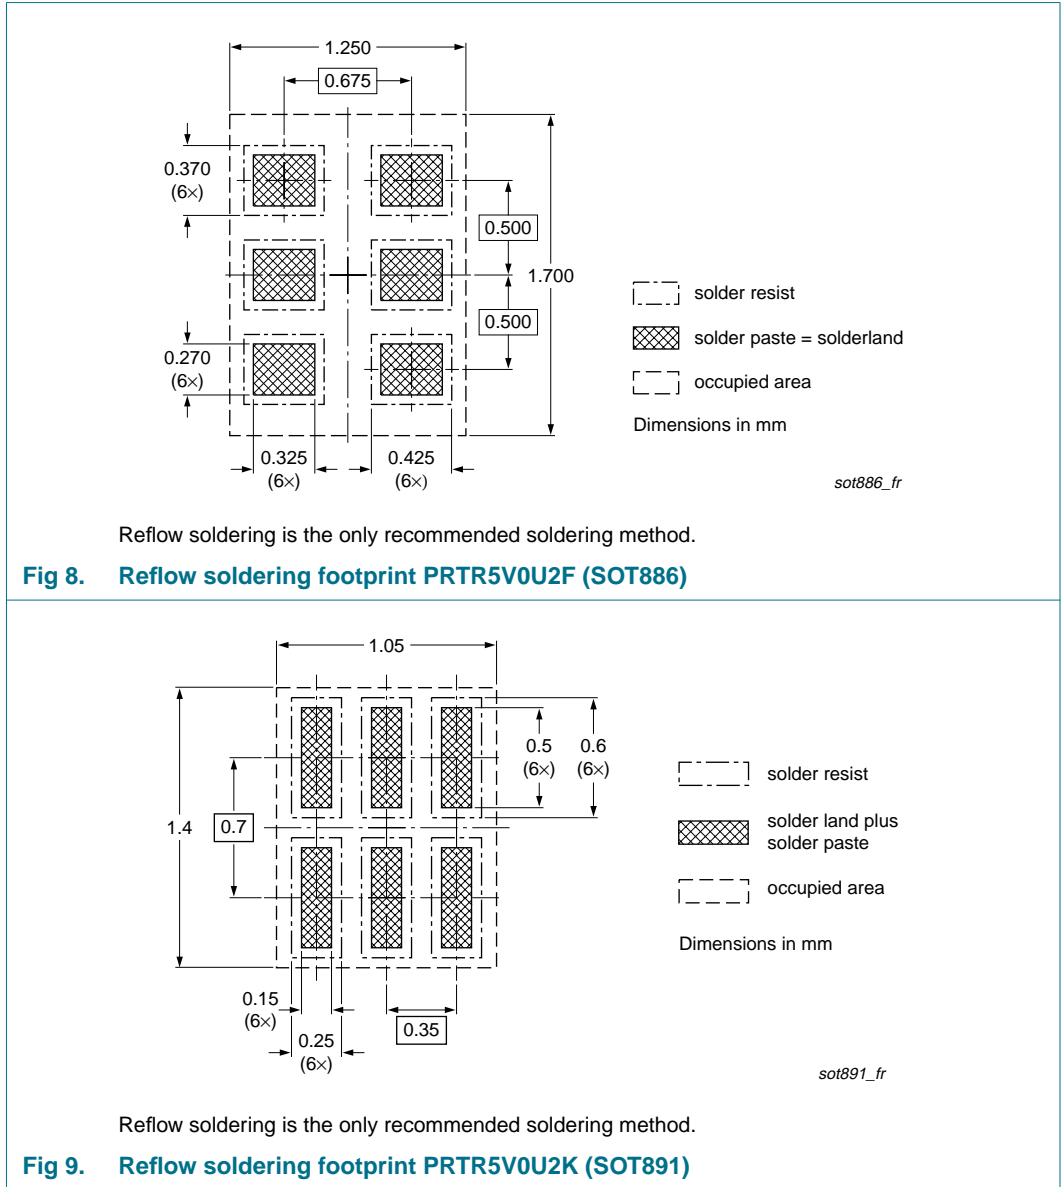 1.250
0.675
0.370
(6×)
0.500
1.700
0.500
0.270
(6×)
0.325
(6×)
0.425
(6×)
solder resist
solder paste = solderland
occupied area
Dimensions in mm
sot886_fr
Reflow soldering is the only recommended soldering method.
Fig 8. Reflow soldering footprint PRTR5V0U2F (SOT886)
1.05
0.5
(6×)
0.6
(6×)
1.4
0.7
0.15
(6×)
0.25
(6×)
0.35
solder resist
solder land plus
solder paste
occupied area
Dimensions in mm
sot891_fr
Reflow soldering is the only recommended soldering method.
Fig 9. Reflow soldering footprint PRTR5V0U2K (SOT891)